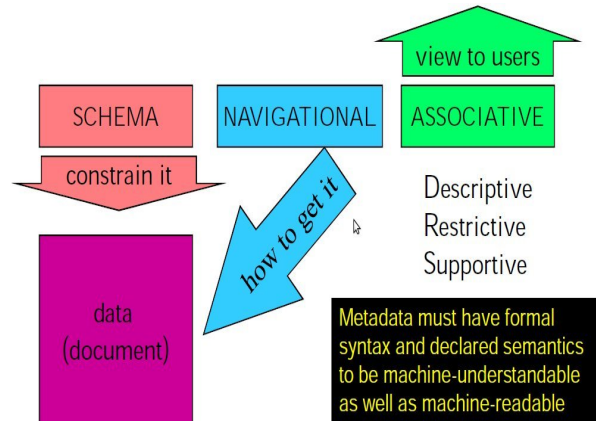 view to users
SCHEMA
NAVIGATIONAL
ASSOCIATIVE
constrain it
how to get it
Descriptive
Restrictive
Supportive
data
(document)
Metadata must have formal
syntax and declared semantics
to be machine-understandable
as well as machine-readable